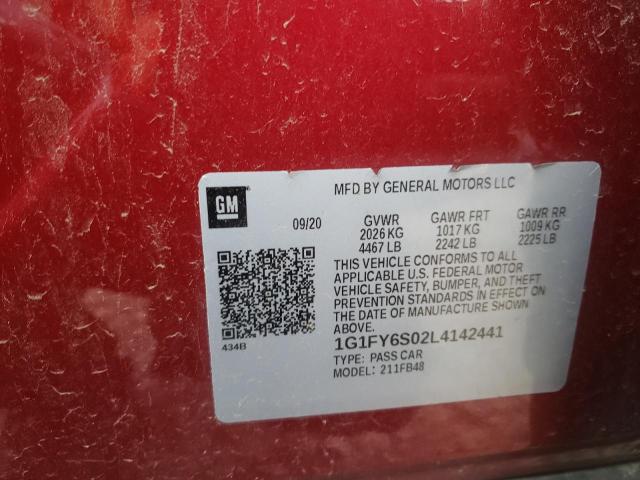 GM
MFD BY GENERAL MOTORS LLC
09/20
GVWR GAWR FRT GAWR RR
2026 KG 1017 KG 1009 KG
4467 LB 2242 LB 2225 LB
THIS VEHICLE CONFORMS TO ALL
APPLICABLE U.S. FEDERAL MOTOR
VEHICLE SAFETY, BUMPER, AND THEFT
PREVENTION STANDARDS IN EFFECT ON
THE DATE OF MANUFACTURE SHOWN
ABOVE.
434B
1G1FY6S02L4142441
TYPE: PASS CAR
MODEL: 211FB48